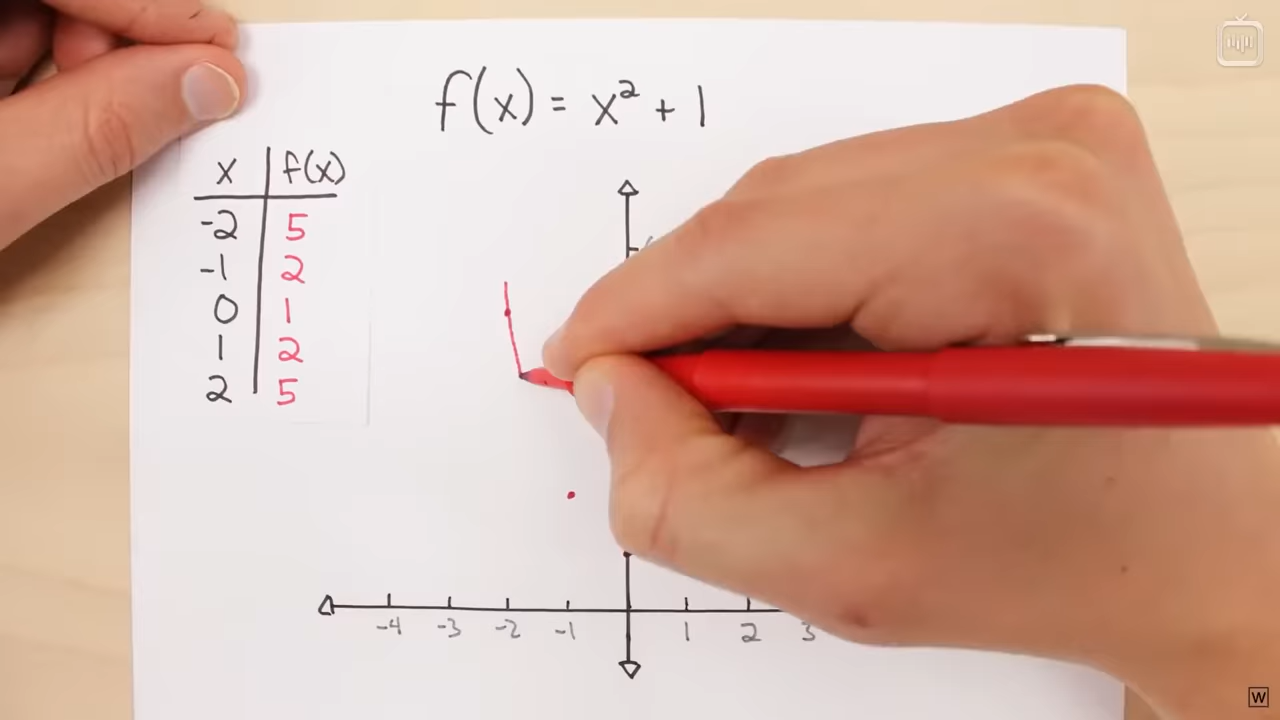 f(x) = x² + 1
x f(x)
-2 5
-1 2
0 1
1 2
2 5
-4 -3 -2 -1 1 2 3
W